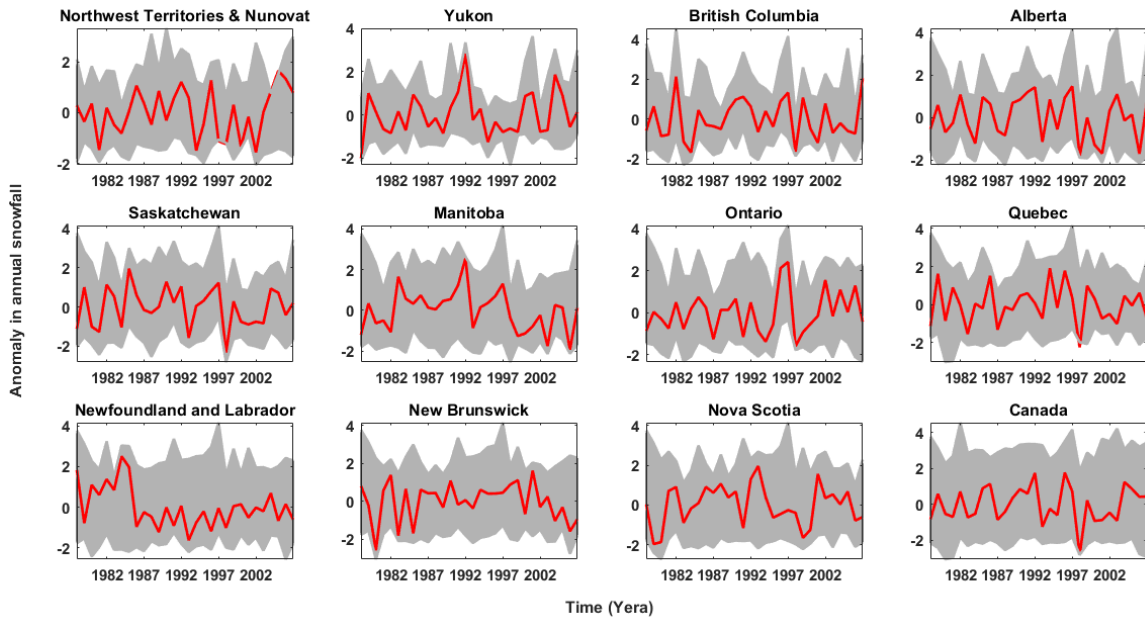 Northwest Territories & Nunovat
Yukon
British Columbia
Alberta
2
0
-2
1982 1987 1992 1997 2002
4
2
0
-2
1982 1987 1992 1997 2002
4
2
0
-2
1982 1987 1992 1997 2002
4
2
0
-2
1982 1987 1992 1997 2002
Anomaly in annual snowfall
Saskatchewan
Manitoba
Ontario
Quebec
4
2
0
-2
1982 1987 1992 1997 2002
4
2
0
-2
1982 1987 1992 1997 2002
4
2
0
-2
1982 1987 1992 1997 2002
4
2
0
-2
1982 1987 1992 1997 2002
Newfoundland and Labrador
New Brunswick
Nova Scotia
Canada
4
2
0
-2
1982 1987 1992 1997 2002
4
2
0
-2
1982 1987 1992 1997 2002
4
2
0
-2
1982 1987 1992 1997 2002
4
2
0
-2
1982 1987 1992 1997 2002
Time (Yera)